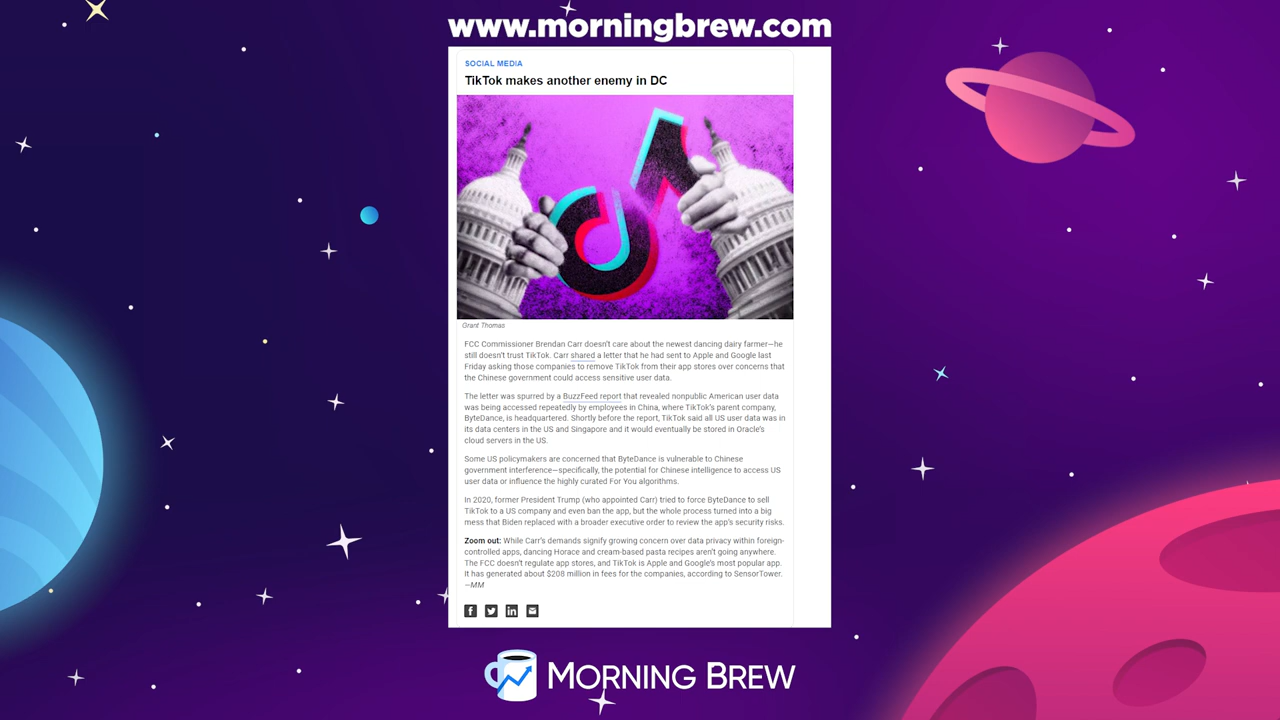 www.morningbrew.com
SOCIAL MEDIA
TikTok makes another enemy in DC
Grant Thomas
FCC Commissioner Brendan Carr doesn't care about the newest dancing dairy farmer—he
still doesn't trust TikTok. Carr shared a letter that he had sent to Apple and Google last
Friday asking those companies to remove TikTok from their app stores over concerns that
the Chinese government could access sensitive user data.
The letter was spurred by a BuzzFeed report that revealed nonpublic American user data
was being accessed repeatedly by employees in China, where TikTok's parent company,
ByteDance, is headquartered. Shortly before the report, TikTok said all US user data was in
its data centers in the US and Singapore and it would eventually be stored in Oracle's
cloud servers in the US.
Some US policymakers are concerned that ByteDance is vulnerable to Chinese
government interference—specifically, the potential for Chinese intelligence to access US
user data or influence the highly curated For You algorithms.
In 2020, former President Trump (who appointed Carr) tried to force ByteDance to sell
TikTok to a US company and even ban the app, but the whole process turned into a big
mess that Biden replaced with a broader executive order to review the app's security risks.
Zoom out: While Carr's demands signify growing concern over data privacy within foreign-
controlled apps, dancing Horace and cream-based pasta recipes aren't going anywhere.
The FCC doesn't regulate app stores, and TikTok is Apple and Google's most popular app.
It has generated about $208 million in fees for the companies, according to SensorTower.
—MM
MORNING BREW